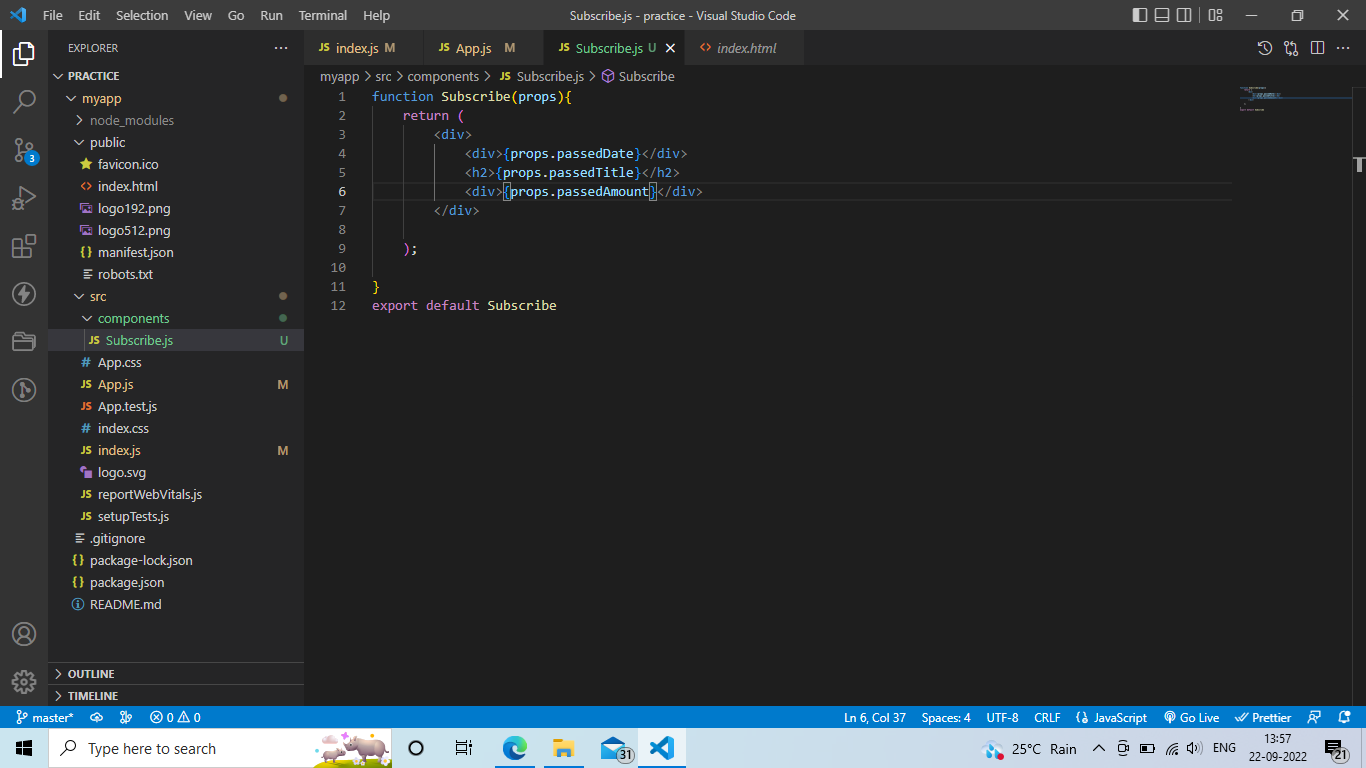 File Edit Selection View Go Run Terminal Help Subscribe.js - practice - Visual Studio Code
EXPLORER
index.js M App.js M Subscribe.js U index.html
PRACTICE
myapp
node_modules
public
favicon.ico
index.html
logo192.png
logo512.png
manifest.json
robots.txt
src
components
JS Subscribe.js U
# App.css
JS App.js M
JS App.test.js
# index.css
JS index.js M
logo.svg
JS reportWebVitals.js
JS setupTests.js
.gitignore
{} package-lock.json
{} package.json
README.md
OUTLINE
TIMELINE
3
myapp > src > components > JS Subscribe.js > Subscribe
1 function Subscribe(props){
2 return (
3 <div>
4 <div>{props.passedDate}</div>
5 <h2>{props.passedTitle}</h2>
6 <div>{props.passedAmount}</div>
7 </div>
8
9 );
10
11 }
12 export default Subscribe
master* 0 0 Ln 6, Col 37 Spaces: 4 UTF-8 CRLF JavaScript Go Live Prettier
Type here to search 31 25°C Rain ENG 13:57 21
22-09-2022